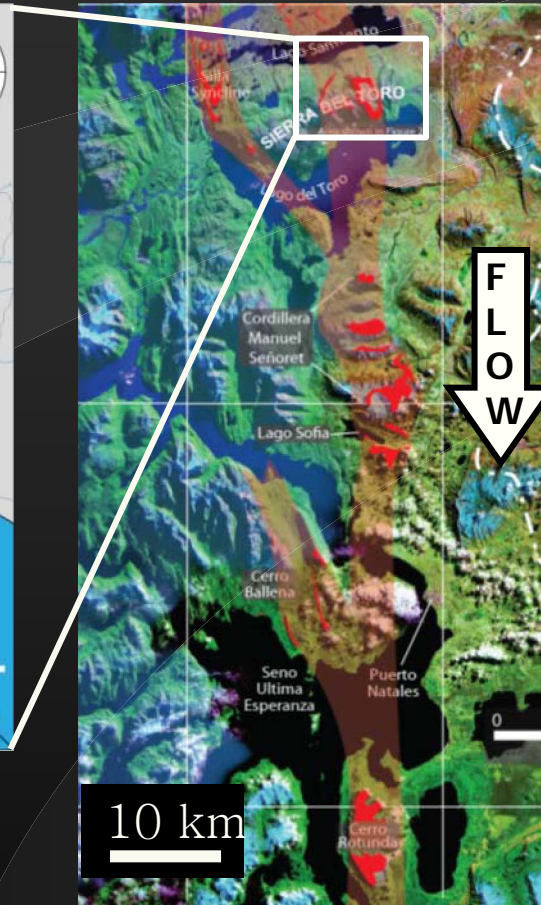 Lago Sarmiento
Silla
Syncline
SIERRA DEL TORO
Lago del Toro
FLOW
Cordillera
Manuel
Señoret
Lago Sofia
Cerro
Ballena
Seno
Ultima
Esperanza
Puerto
Natales
0
10 km
Cerro
Rotunda